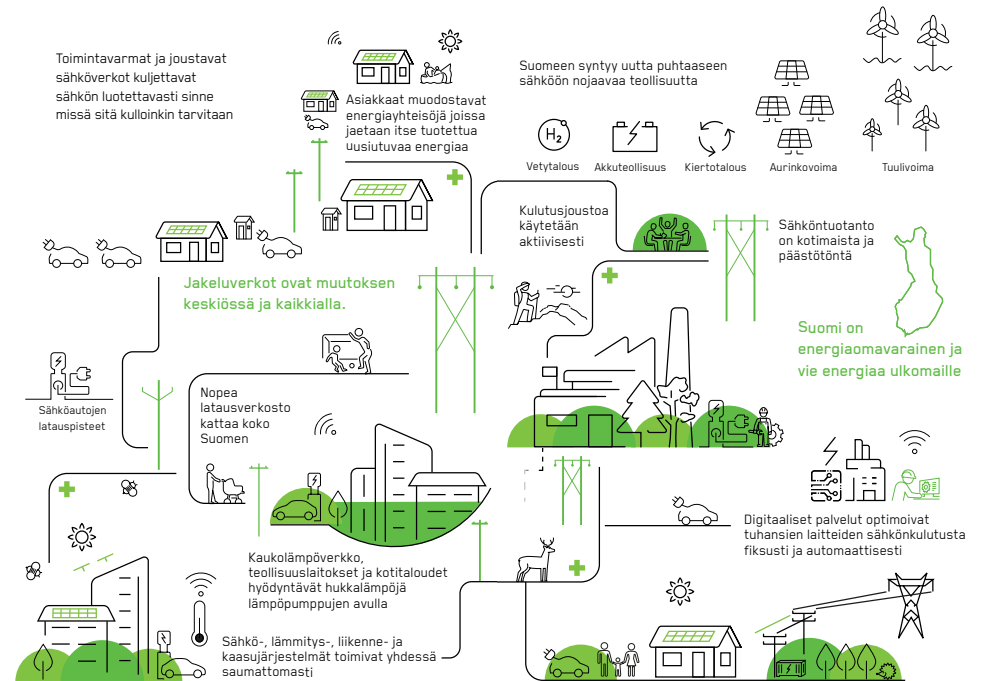 Toimintavarmat ja joustavat
sähköverkot kuljettavat
sähkön luotettavasti sinne
missä sitä kulloinkin tarvitaan
Asiakkaat muodostavat
energiayhteisöjä joissa
jaetaan itse tuotettua
uusiutuvaa energiaa
Suomeen syntyy uutta puhtaaseen
sähköön nojaavaa teollisuutta
H₂
Vetytalous
Akkuteollisuus
Kiertotalous
Aurinkovoima
Tuulivoima
Kulutusjoustoa
käytetään
aktiivisesti
Sähköntuotanto
on kotimaista ja
päästötöntä
Jakeluverkot ovat muutoksen
keskiössä ja kaikkialla.
Suomi on
energiaomavarainen ja
vie energiaa ulkomaille
Sähköautojen
latauspisteet
Nopea
latausverkosto
kattaa koko
Suomen
Digitaaliset palvelut optimoivat
tuhansien laitteiden sähkönkulutusta
fiksusti ja automaattisesti
Kaukolämpöverkko,
teollisuuslaitokset ja kotitaloudet
hyödyntävät hukkalämpöjä
lämpöpumppujen avulla
Sähkö-, lämmitys-, liikenne- ja
kaasujärjestelmät toimivat yhdessä
saumattomasti